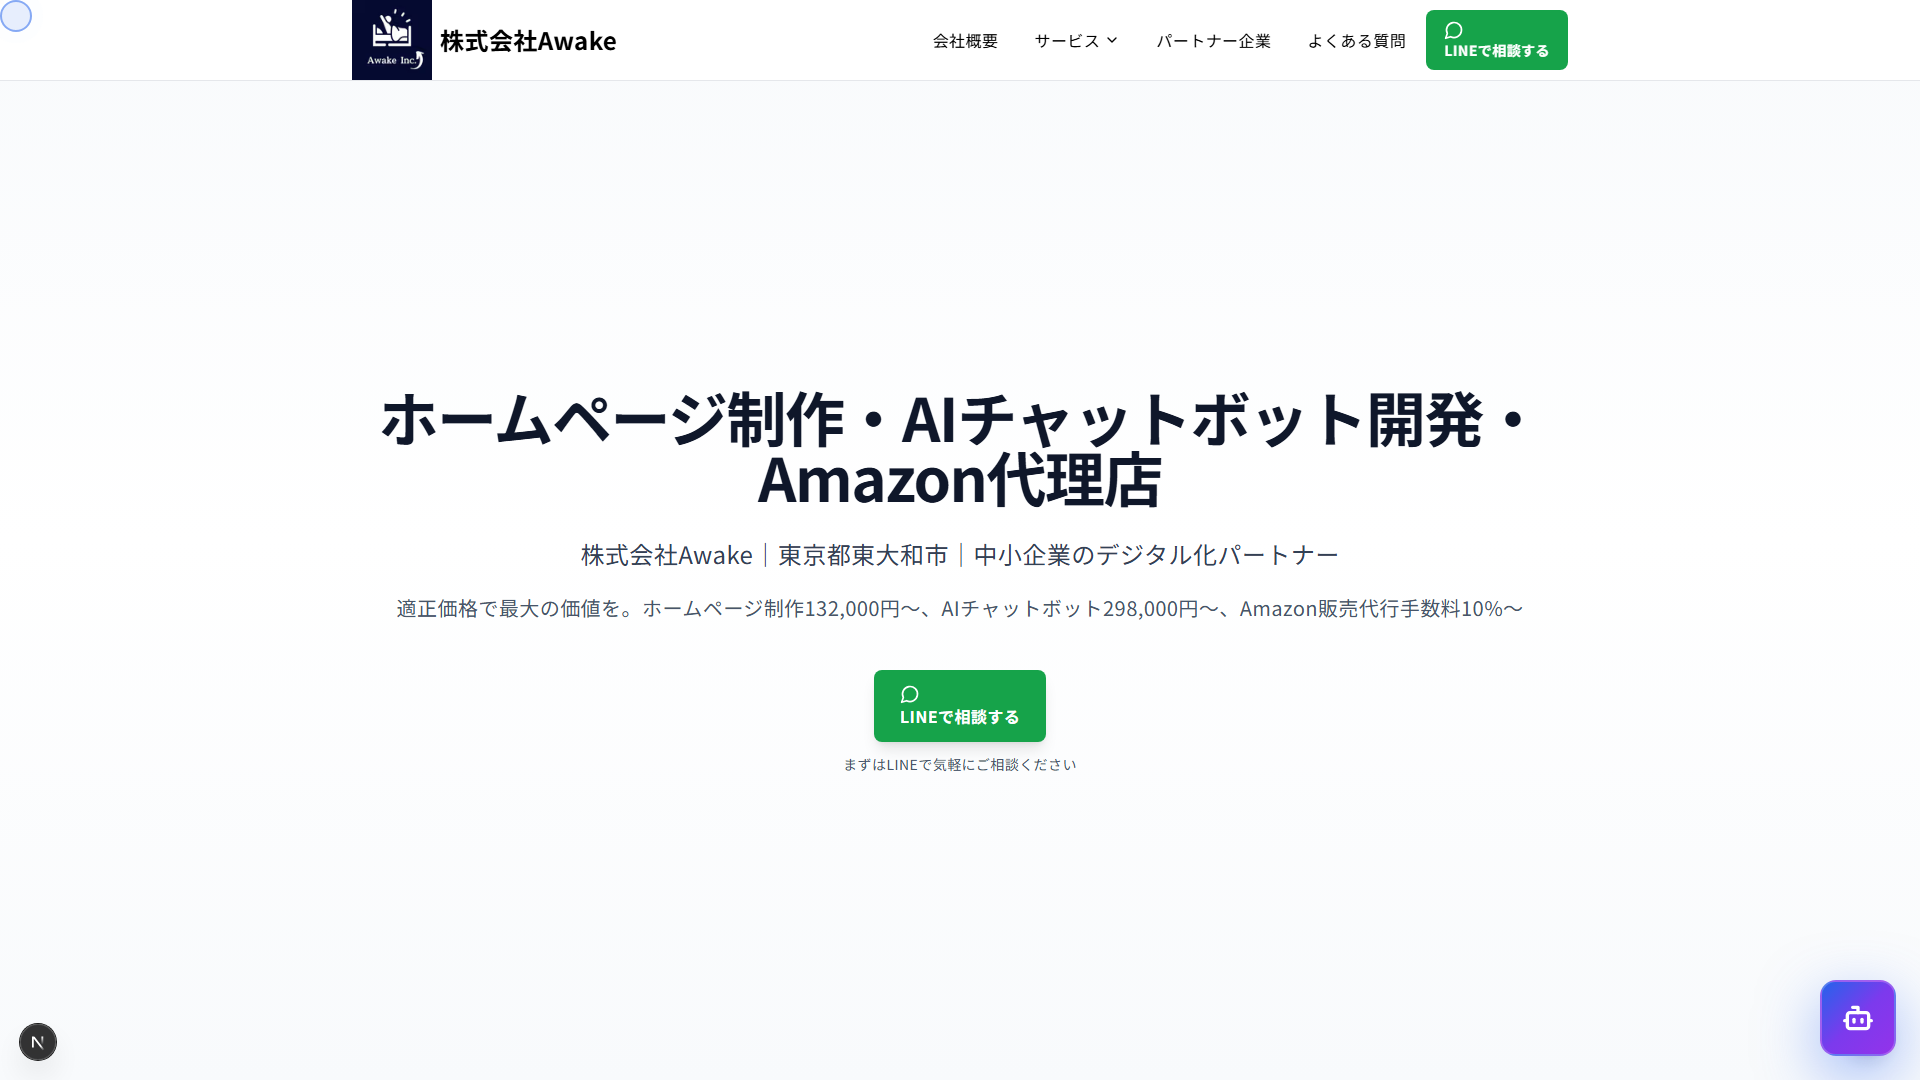 Awake Inc.
株式会社Awake
会社概要
サービス
パートナー企業
よくある質問
LINEで相談する
ホームページ制作・AIチャットボット開発・
Amazon代理店
株式会社Awake｜東京都東大和市｜中小企業のデジタル化パートナー
適正価格で最大の価値を。ホームページ制作132,000円〜、AIチャットボット298,000円〜、Amazon販売代行手数料10%〜
LINEで相談する
まずはLINEで気軽にご相談ください
N